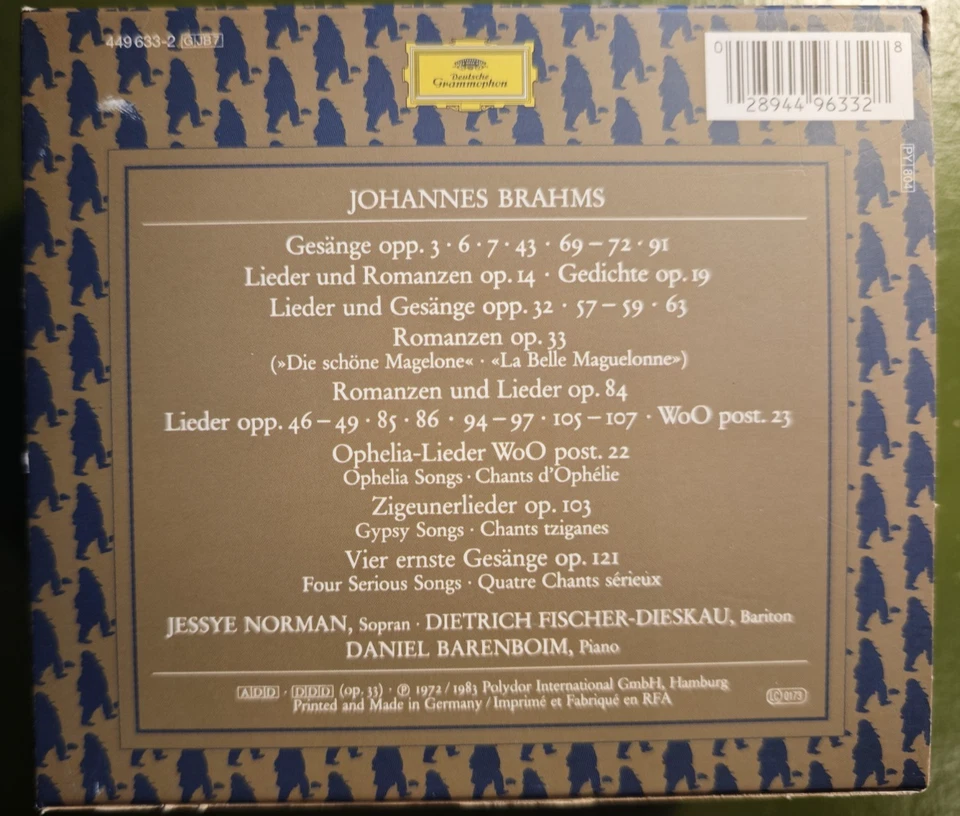 449 633-2 GIJB7
Deutsche
Grammophon
0 28944 96332 8
PY 804
JOHANNES BRAHMS
Gesänge opp. 3 · 6 · 7 · 43 · 69 – 72 · 91
Lieder und Romanzen op. 14 · Gedichte op. 19
Lieder und Gesänge opp. 32 · 57 – 59 · 63
Romanzen op. 33
(»Die schöne Magelone« · «La Belle Maguelonne»)
Romanzen und Lieder op. 84
Lieder opp. 46 – 49 · 85 · 86 · 94 – 97 · 105 – 107 · WoO post. 23
Ophelia-Lieder WoO post. 22
Ophelia Songs · Chants d'Ophélie
Zigeunerlieder op. 103
Gypsy Songs · Chants tziganes
Vier ernste Gesänge op. 121
Four Serious Songs · Quatre Chants sérieux
JESSYE NORMAN, Sopran · DIETRICH FISCHER-DIESKAU, Bariton
DANIEL BARENBOIM, Piano
ADD · DDD (op. 33) · ℗ 1972 / 1983 Polydor International GmbH, Hamburg
Printed and Made in Germany / Imprimé et Fabriqué en RFA
LC 0173